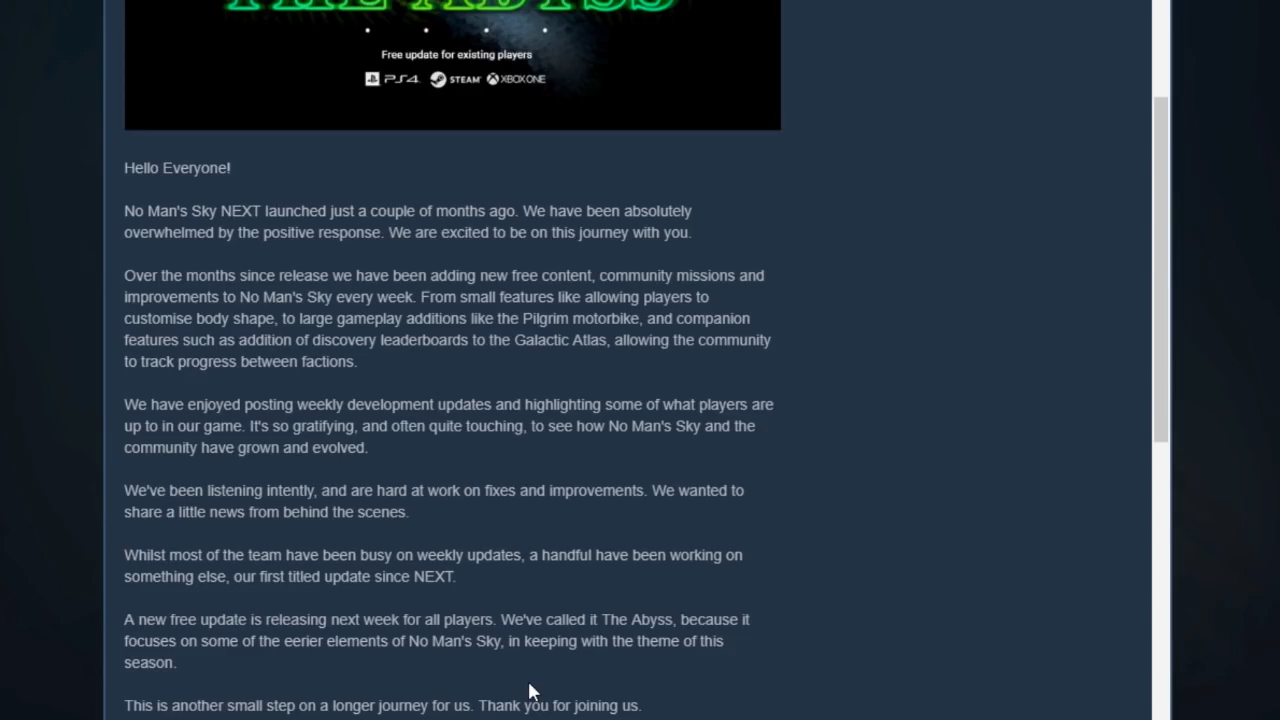 THE ABYSS
Free update for existing players
PS4 STEAM XBOX ONE
Hello Everyone!
No Man's Sky NEXT launched just a couple of months ago. We have been absolutely
overwhelmed by the positive response. We are excited to be on this journey with you.
Over the months since release we have been adding new free content, community missions and
improvements to No Man's Sky every week. From small features like allowing players to
customise body shape, to large gameplay additions like the Pilgrim motorbike, and companion
features such as addition of discovery leaderboards to the Galactic Atlas, allowing the community
to track progress between factions.
We have enjoyed posting weekly development updates and highlighting some of what players are
up to in our game. It's so gratifying, and often quite touching, to see how No Man's Sky and the
community have grown and evolved.
We've been listening intently, and are hard at work on fixes and improvements. We wanted to
share a little news from behind the scenes.
Whilst most of the team have been busy on weekly updates, a handful have been working on
something else, our first titled update since NEXT.
A new free update is releasing next week for all players. We've called it The Abyss, because it
focuses on some of the eerier elements of No Man's Sky, in keeping with the theme of this
season.
This is another small step on a longer journey for us. Thank you for joining us.